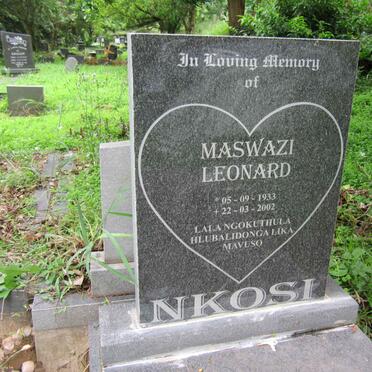 In Loving Memory
of
MASWAZI
LEONARD
* 05 - 09 - 1933
+ 22 - 03 - 2002
LALA NGOKUTHULA
HLUBALIDONGA LIKA
MAVUSO
NKOSI